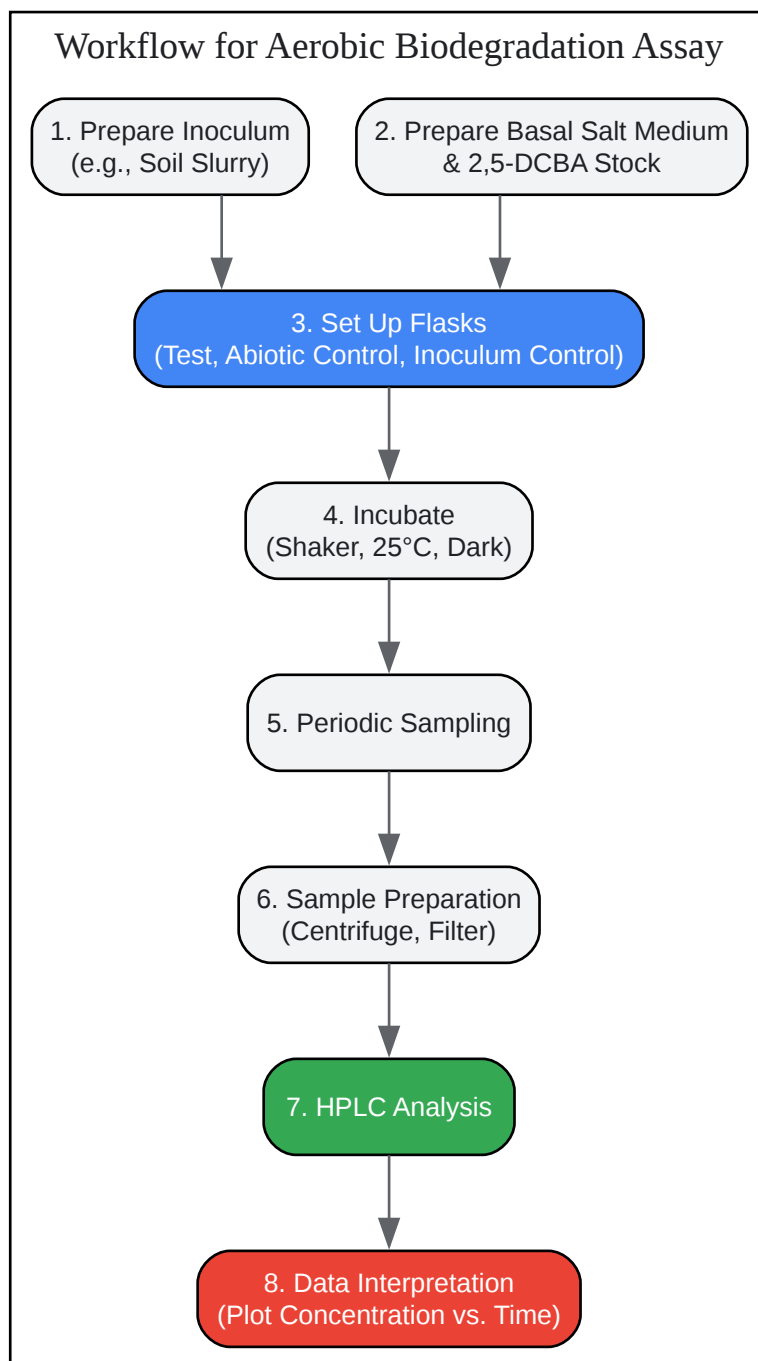 Workflow for Aerobic Biodegradation Assay
1. Prepare Inoculum
(e.g., Soil Slurry)
2. Prepare Basal Salt Medium
& 2,5-DCBA Stock
3. Set Up Flasks
(Test, Abiotic Control, Inoculum Control)
4. Incubate
(Shaker, 25°C, Dark)
5. Periodic Sampling
6. Sample Preparation
(Centrifuge, Filter)
7. HPLC Analysis
8. Data Interpretation
(Plot Concentration vs. Time)